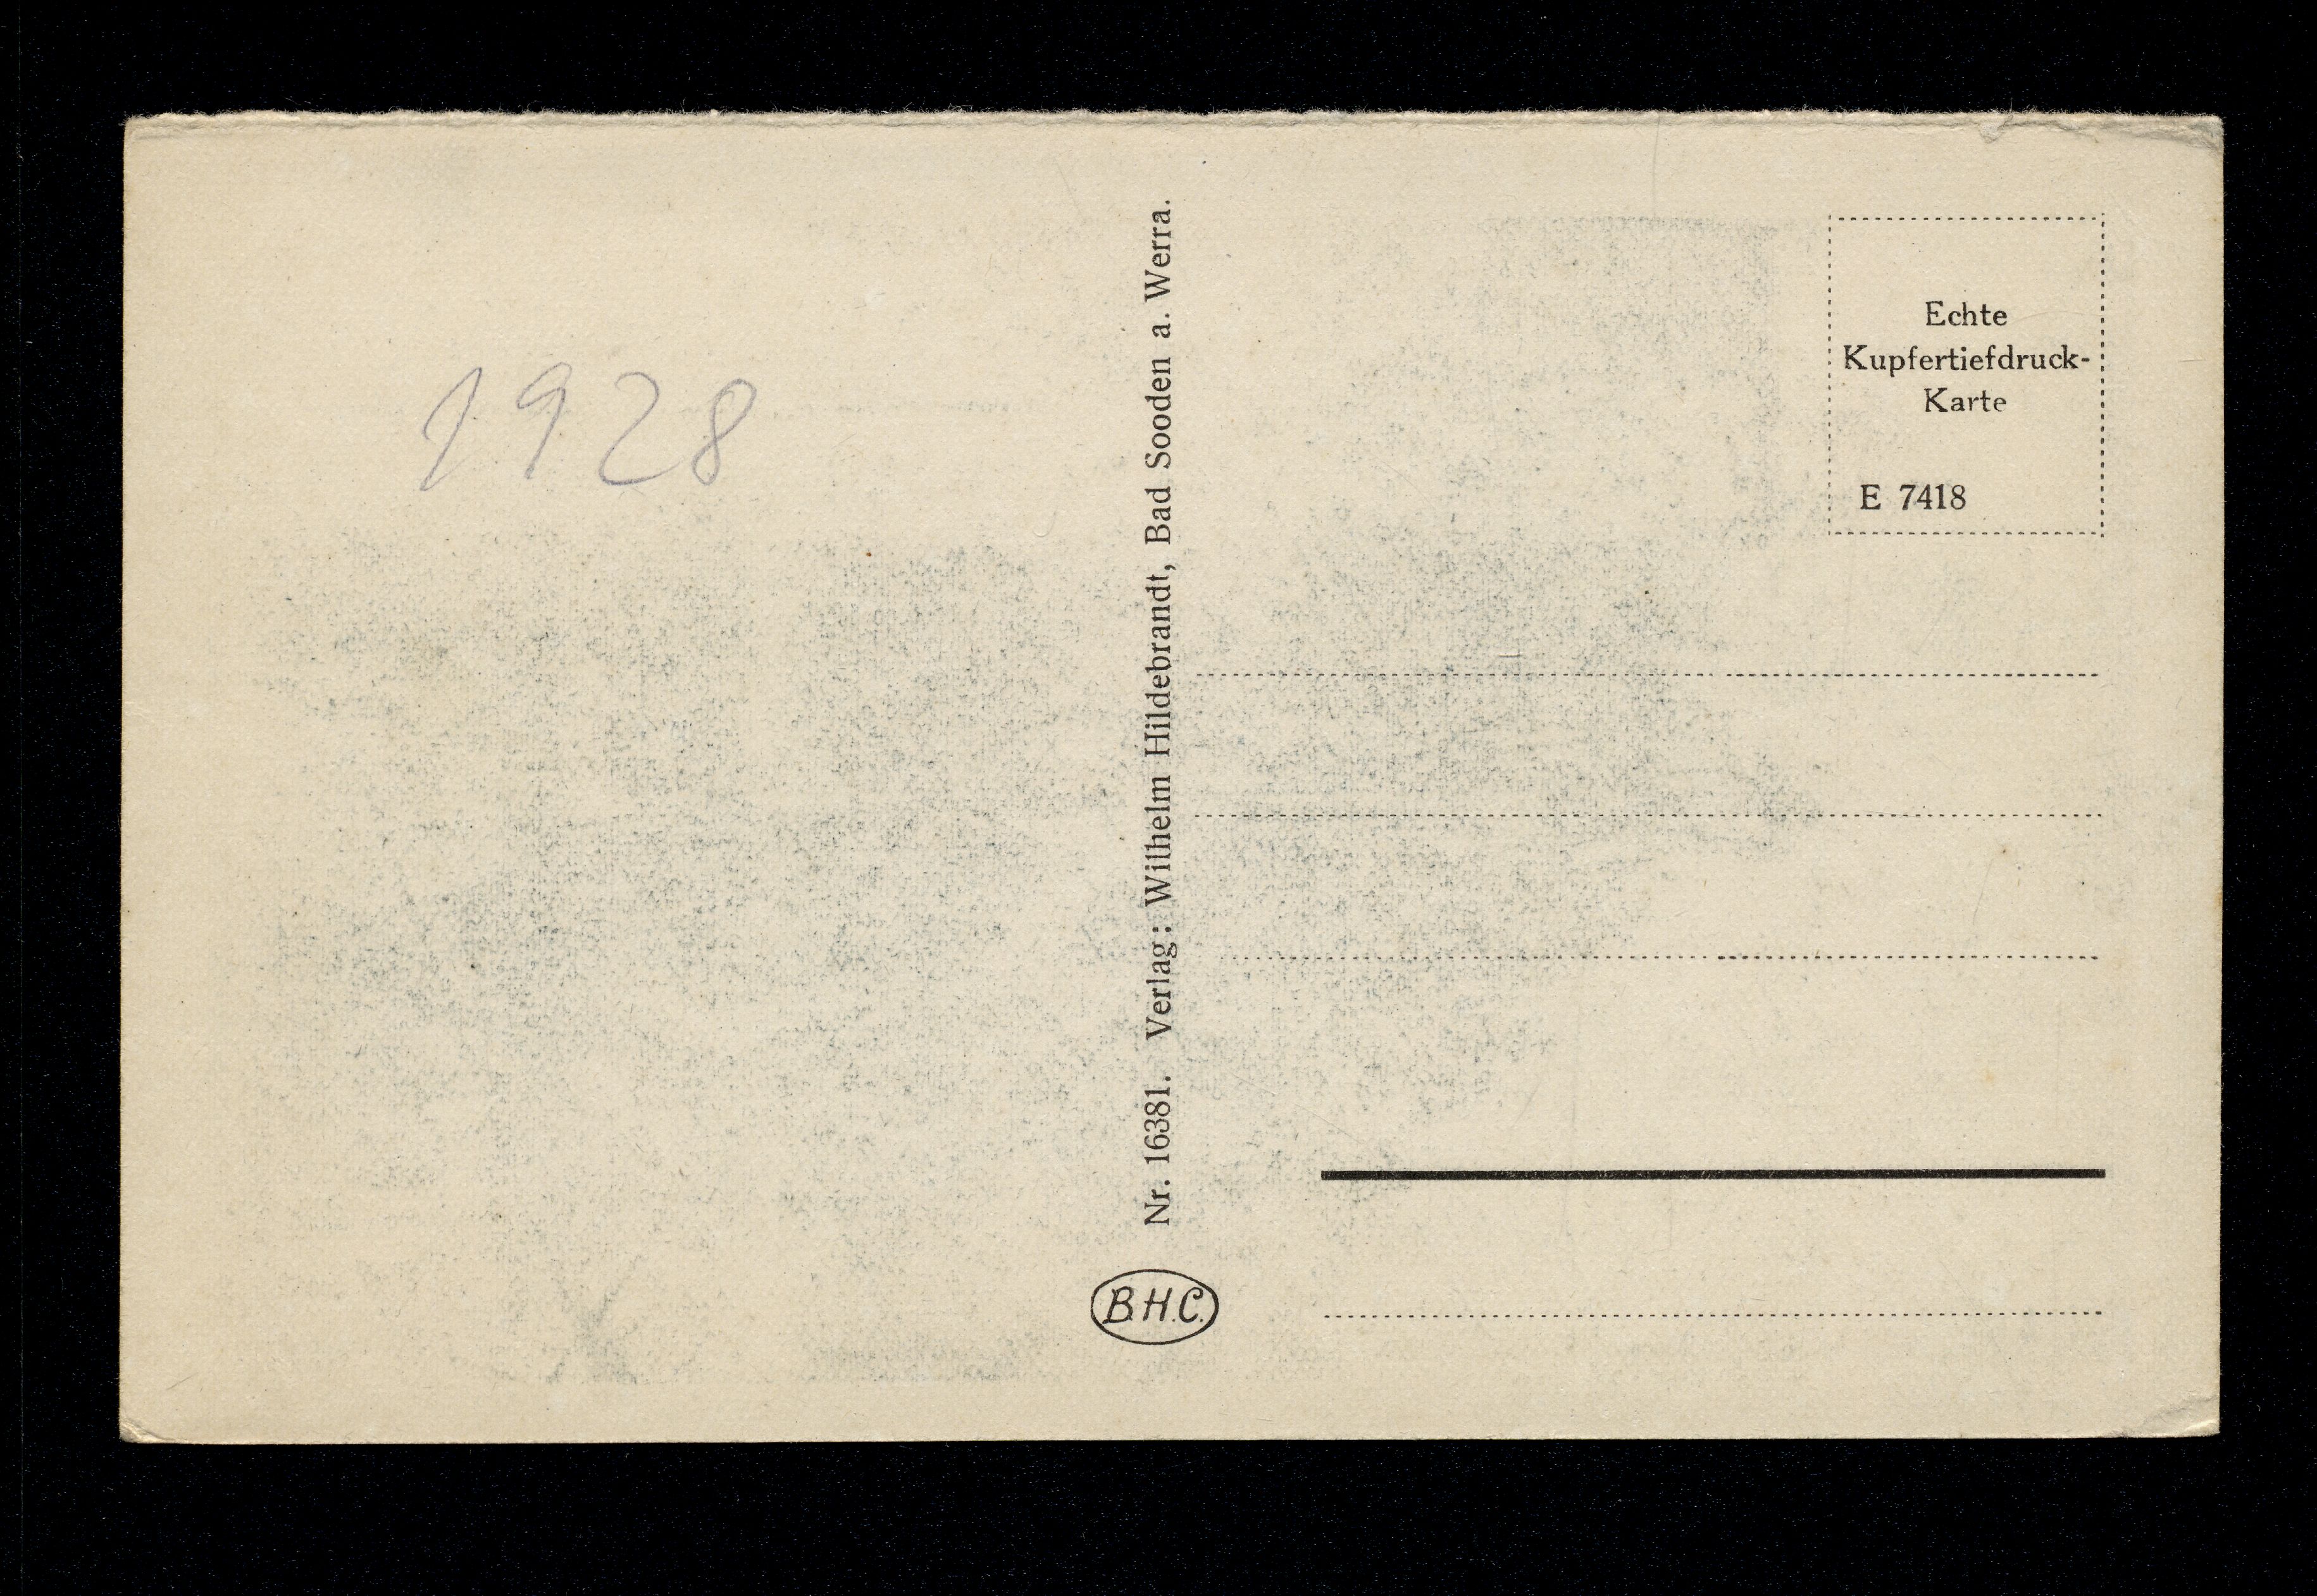 1928
Nr. 16381. Verlag: Wilhelm Hildebrandt, Bad Sooden a. Werra.
B.H.C.
Echte
Kupfertiefdruck-
Karte
E 7418